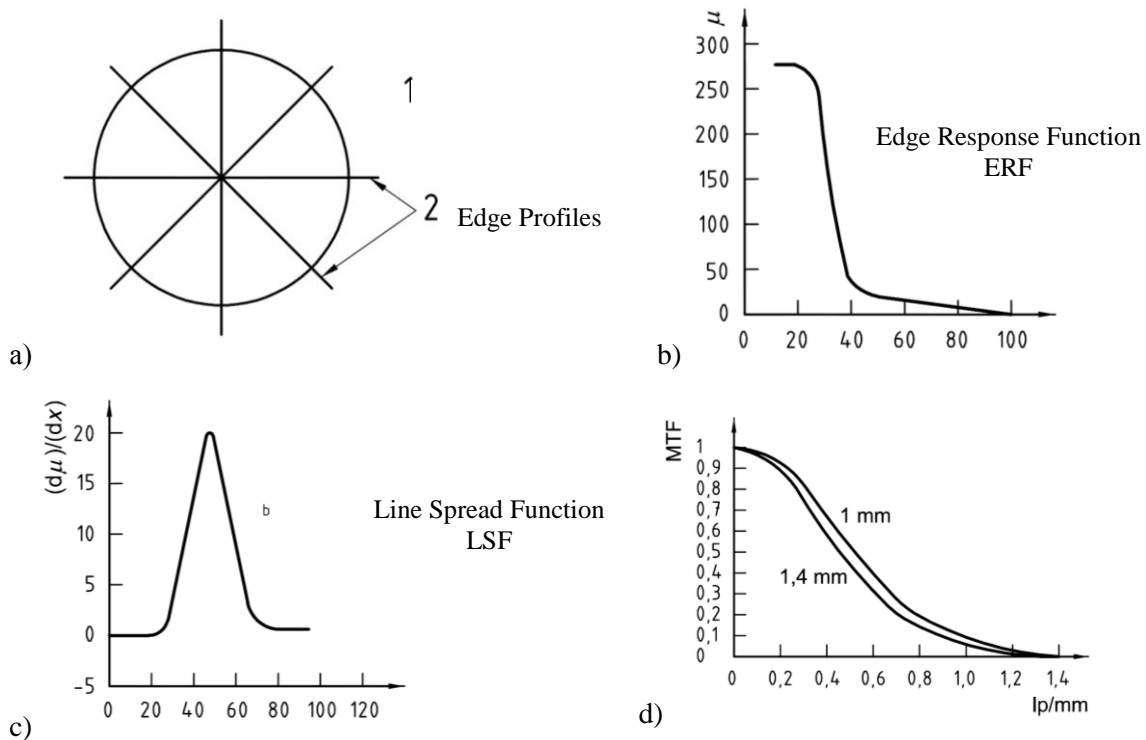 1
2 Edge Profiles
a)
μ
300
250
200
150
100
50
0
0 20 40 60 80 100
Edge Response Function
ERF
b)
(dμ)/(dx)
20
15
10
5
0
-5
0 20 40 60 80 100 120
b
Line Spread Function
LSF
c)
MTF
1
0,9
0,8
0,7
0,6
0,5
0,4
0,3
0,2
0,1
0
1 mm
1,4 mm
0 0,2 0,4 0,6 0,8 1,0 1,2 1,4
lp/mm
d)